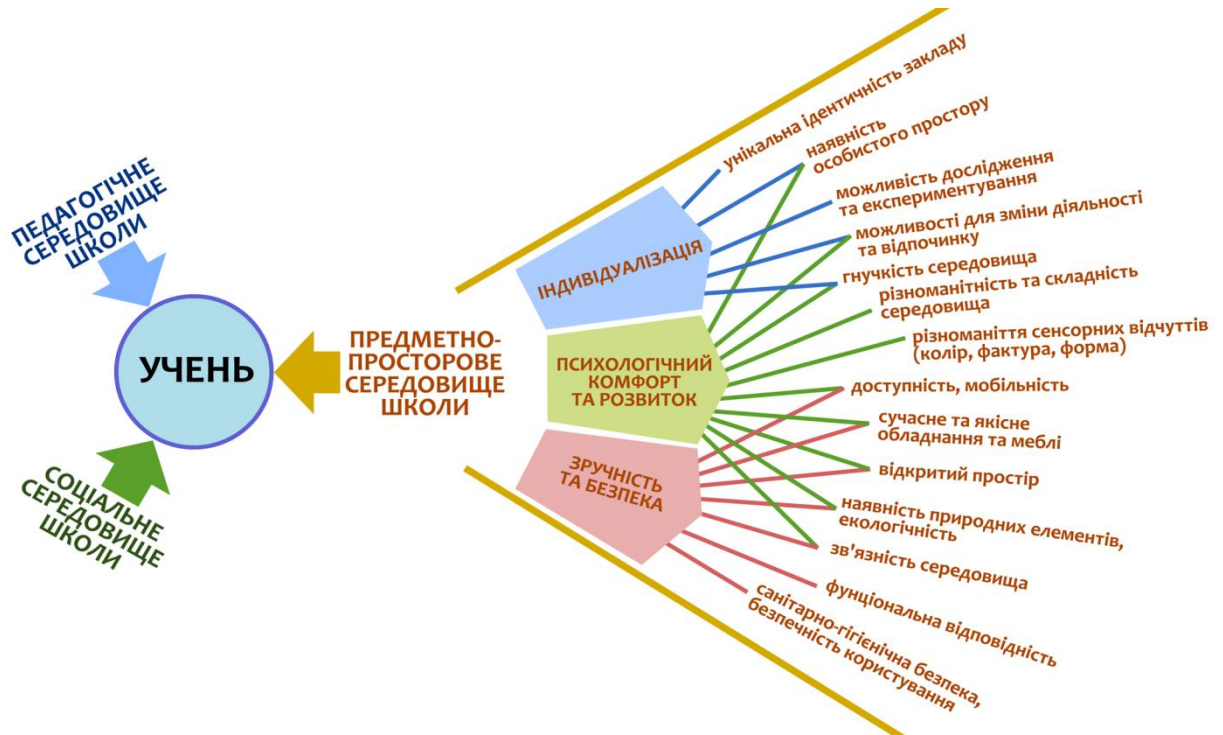 ПЕДАГОГІЧНЕ
СЕРЕДОВИЩЕ
ШКОЛИ
УЧЕНЬ
СОЦІАЛЬНЕ
СЕРЕДОВИЩЕ
ШКОЛИ
ПРЕДМЕТНО-
ПРОСТОРОВЕ
СЕРЕДОВИЩЕ
ШКОЛИ
ІНДИВІДУАЛІЗАЦІЯ
ПСИХОЛОГІЧНИЙ
КОМФОРТ
ТА РОЗВИТОК
ЗРУЧНІСТЬ
ТА БЕЗПЕКА
унікальна ідентичність закладу
наявність
особистого простору
можливість дослідження
та експериментування
можливості для зміни діяльності
та відпочинку
гнучкість середовища
різноманітність та складність
середовища
різноманіття сенсорних відчуттів
(колір, фактура, форма)
доступність, мобільність
сучасне та якісне
обладнання та меблі
відкритий простір
наявність природних елементів,
екологічність
зв'язність середовища
фунціональна відповідність
санітарно-гігієнічна безпека,
безпечність користування